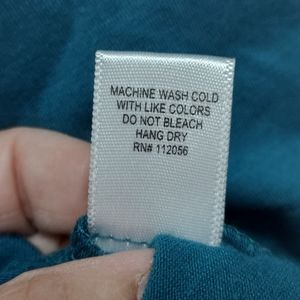 MACHINE WASH COLD
WITH LIKE COLORS
DO NOT BLEACH
HANG DRY
RN# 112056